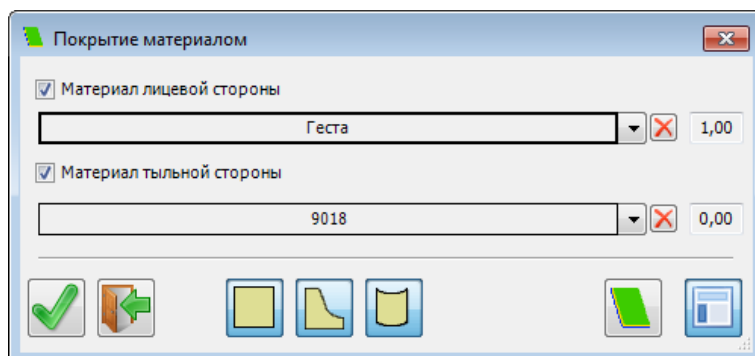 Покрытие материалом
Материал лицевой стороны
Геста 1,00
Материал тыльной стороны
9018 0,00